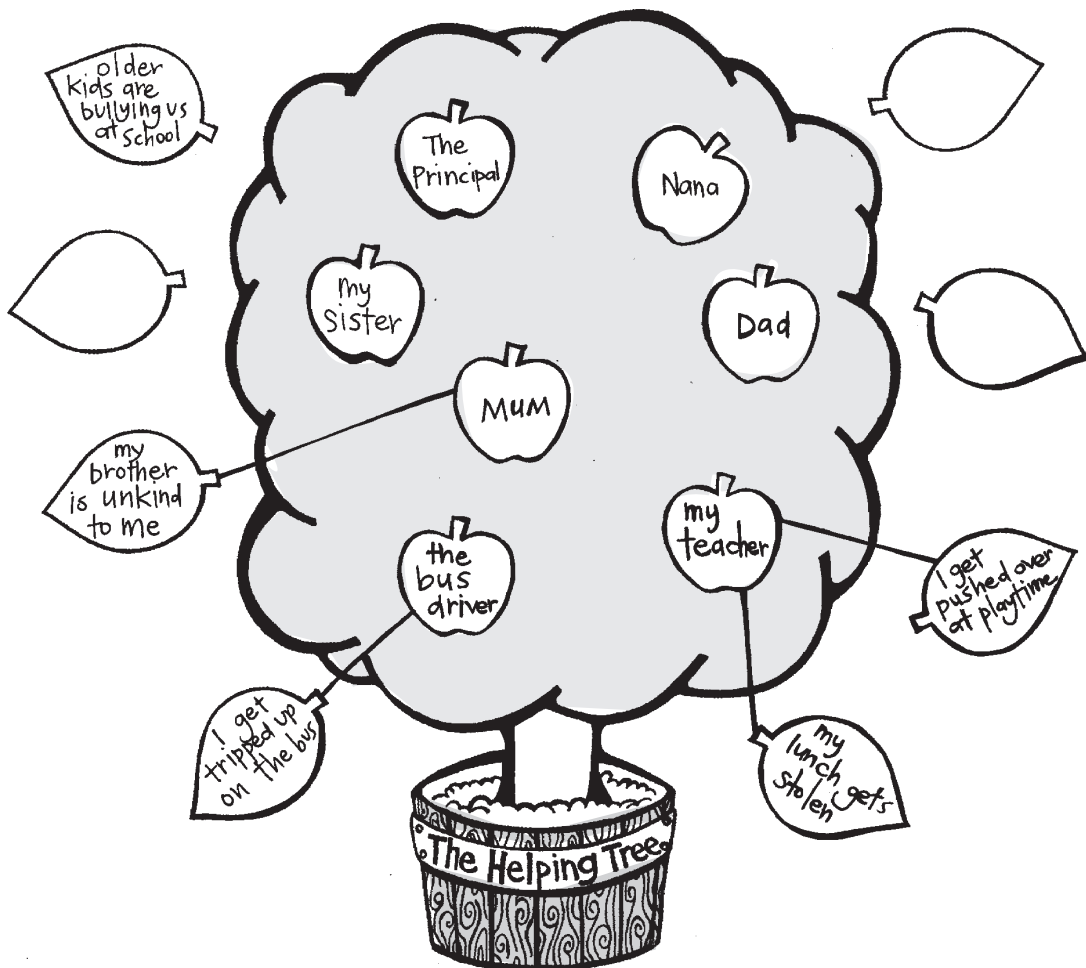 older
kids are
bullying us
at school
The
Principal
Nana
my
Sister
Dad
MUM
my
brother
is unkind
to me
the
bus
driver
my
teacher
I get
pushed over
at playtime
I get
tripped up
on the bus
my
lunch gets
stolen
The Helping Tree